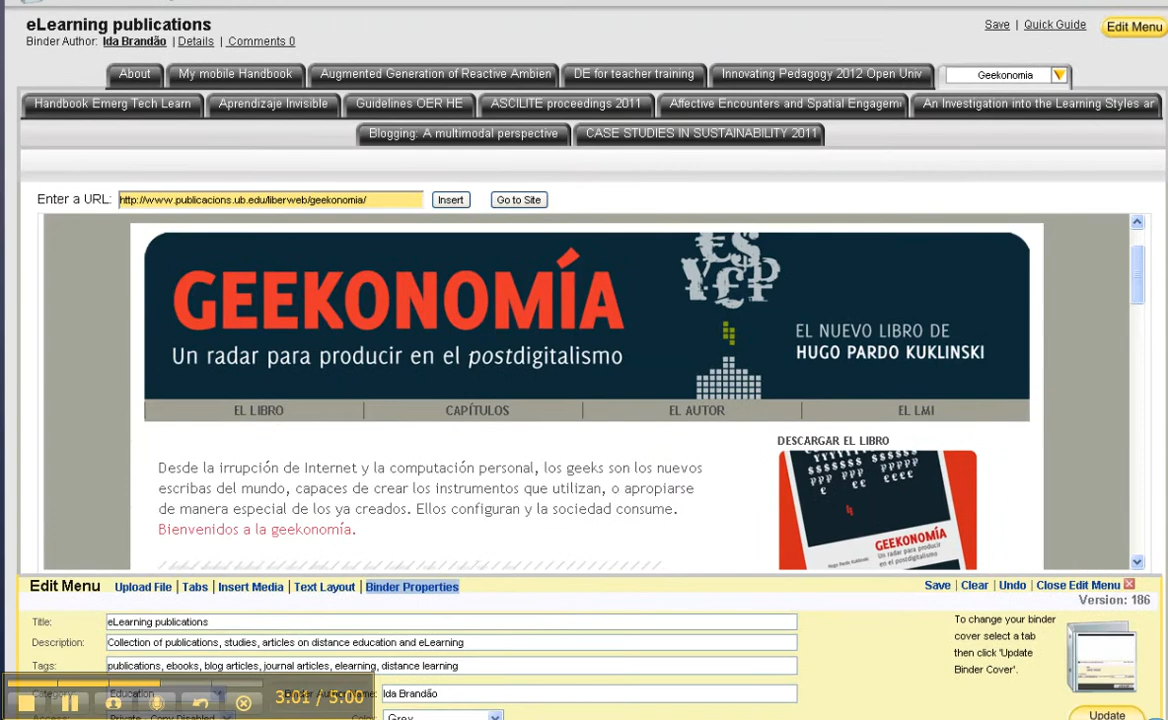 eLearning publications
Binder Author: Ida Brandão | Details | Comments 0
Save | Quick Guide
Edit Menu
About
My mobile Handbook
Augmented Generation of Reactive Ambien
DE for teacher training
Innovating Pedagogy 2012 Open Univ
Geekonomia
Handbook Emerg Tech Learn
Aprendizaje Invisible
Guidelines OER HE
ASCILITE proceedings 2011
Affective Encounters and Spatial Engagem
An Investigation into the Learning Styles ar
Blogging: A multimodal perspective
CASE STUDIES IN SUSTAINABILITY 2011
Enter a URL: http://www.publicacions.ub.edu/liberweb/geekonomia/ Insert Go to Site
GEEKONOMÍA
Un radar para producir en el postdigitalismo
EL NUEVO LIBRO DE
HUGO PARDO KUKLINSKI
EL LIBRO
CAPÍTULOS
EL AUTOR
EL LMI
Desde la irrupción de Internet y la computación personal, los geeks son los nuevos
escribas del mundo, capaces de crear los instrumentos que utilizan, o apropiarse
de manera especial de los ya creados. Ellos configuran y la sociedad consume.
Bienvenidos a la geekonomía.
DESCARGAR EL LIBRO
GEEKONOMÍA
Un radar para producir en el postdigitalismo
Edit Menu Upload File | Tabs | Insert Media | Text Layout | Binder Properties
Save | Clear | Undo | Close Edit Menu
Version: 186
Title: eLearning publications
Description: Collection of publications, studies, articles on distance education and eLearning
Tags: publications, ebooks, blog articles, journal articles, elearning, distance learning
Category: Education
Name: Ida Brandão
3:01 / 5:00
Access: Private - Copy Disabled
Color: Grey
To change your binder
cover select a tab
then click 'Update
Binder Cover'.
Update